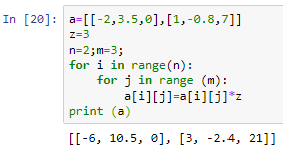 In [20]: a=[[-2,3.5,0],[1,-0.8,7]]
z=3
n=2;m=3;
for i in range(n):
    for j in range (m):
        a[i][j]=a[i][j]*z
print (a)
[[-6, 10.5, 0], [3, -2.4, 21]]